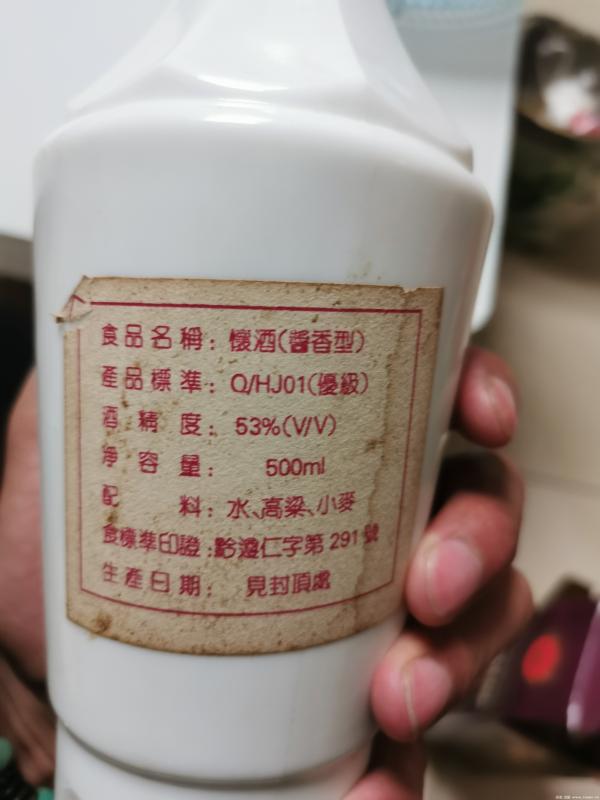 食品名稱：懷酒(醬香型)
產品標準：Q/HJ01(優級)
酒精度：53%(V/V)
淨容量：500ml
配料：水、高粱、小麥
食標準印證：黔遵仁字第291號
生產日期：見封頂處